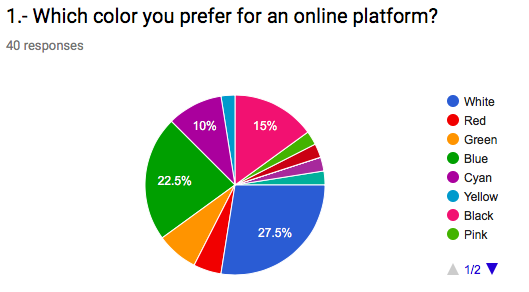 1.- Which color you prefer for an online platform?
40 responses
10%
15%
22.5%
27.5%
White
Red
Green
Blue
Cyan
Yellow
Black
Pink
1/2